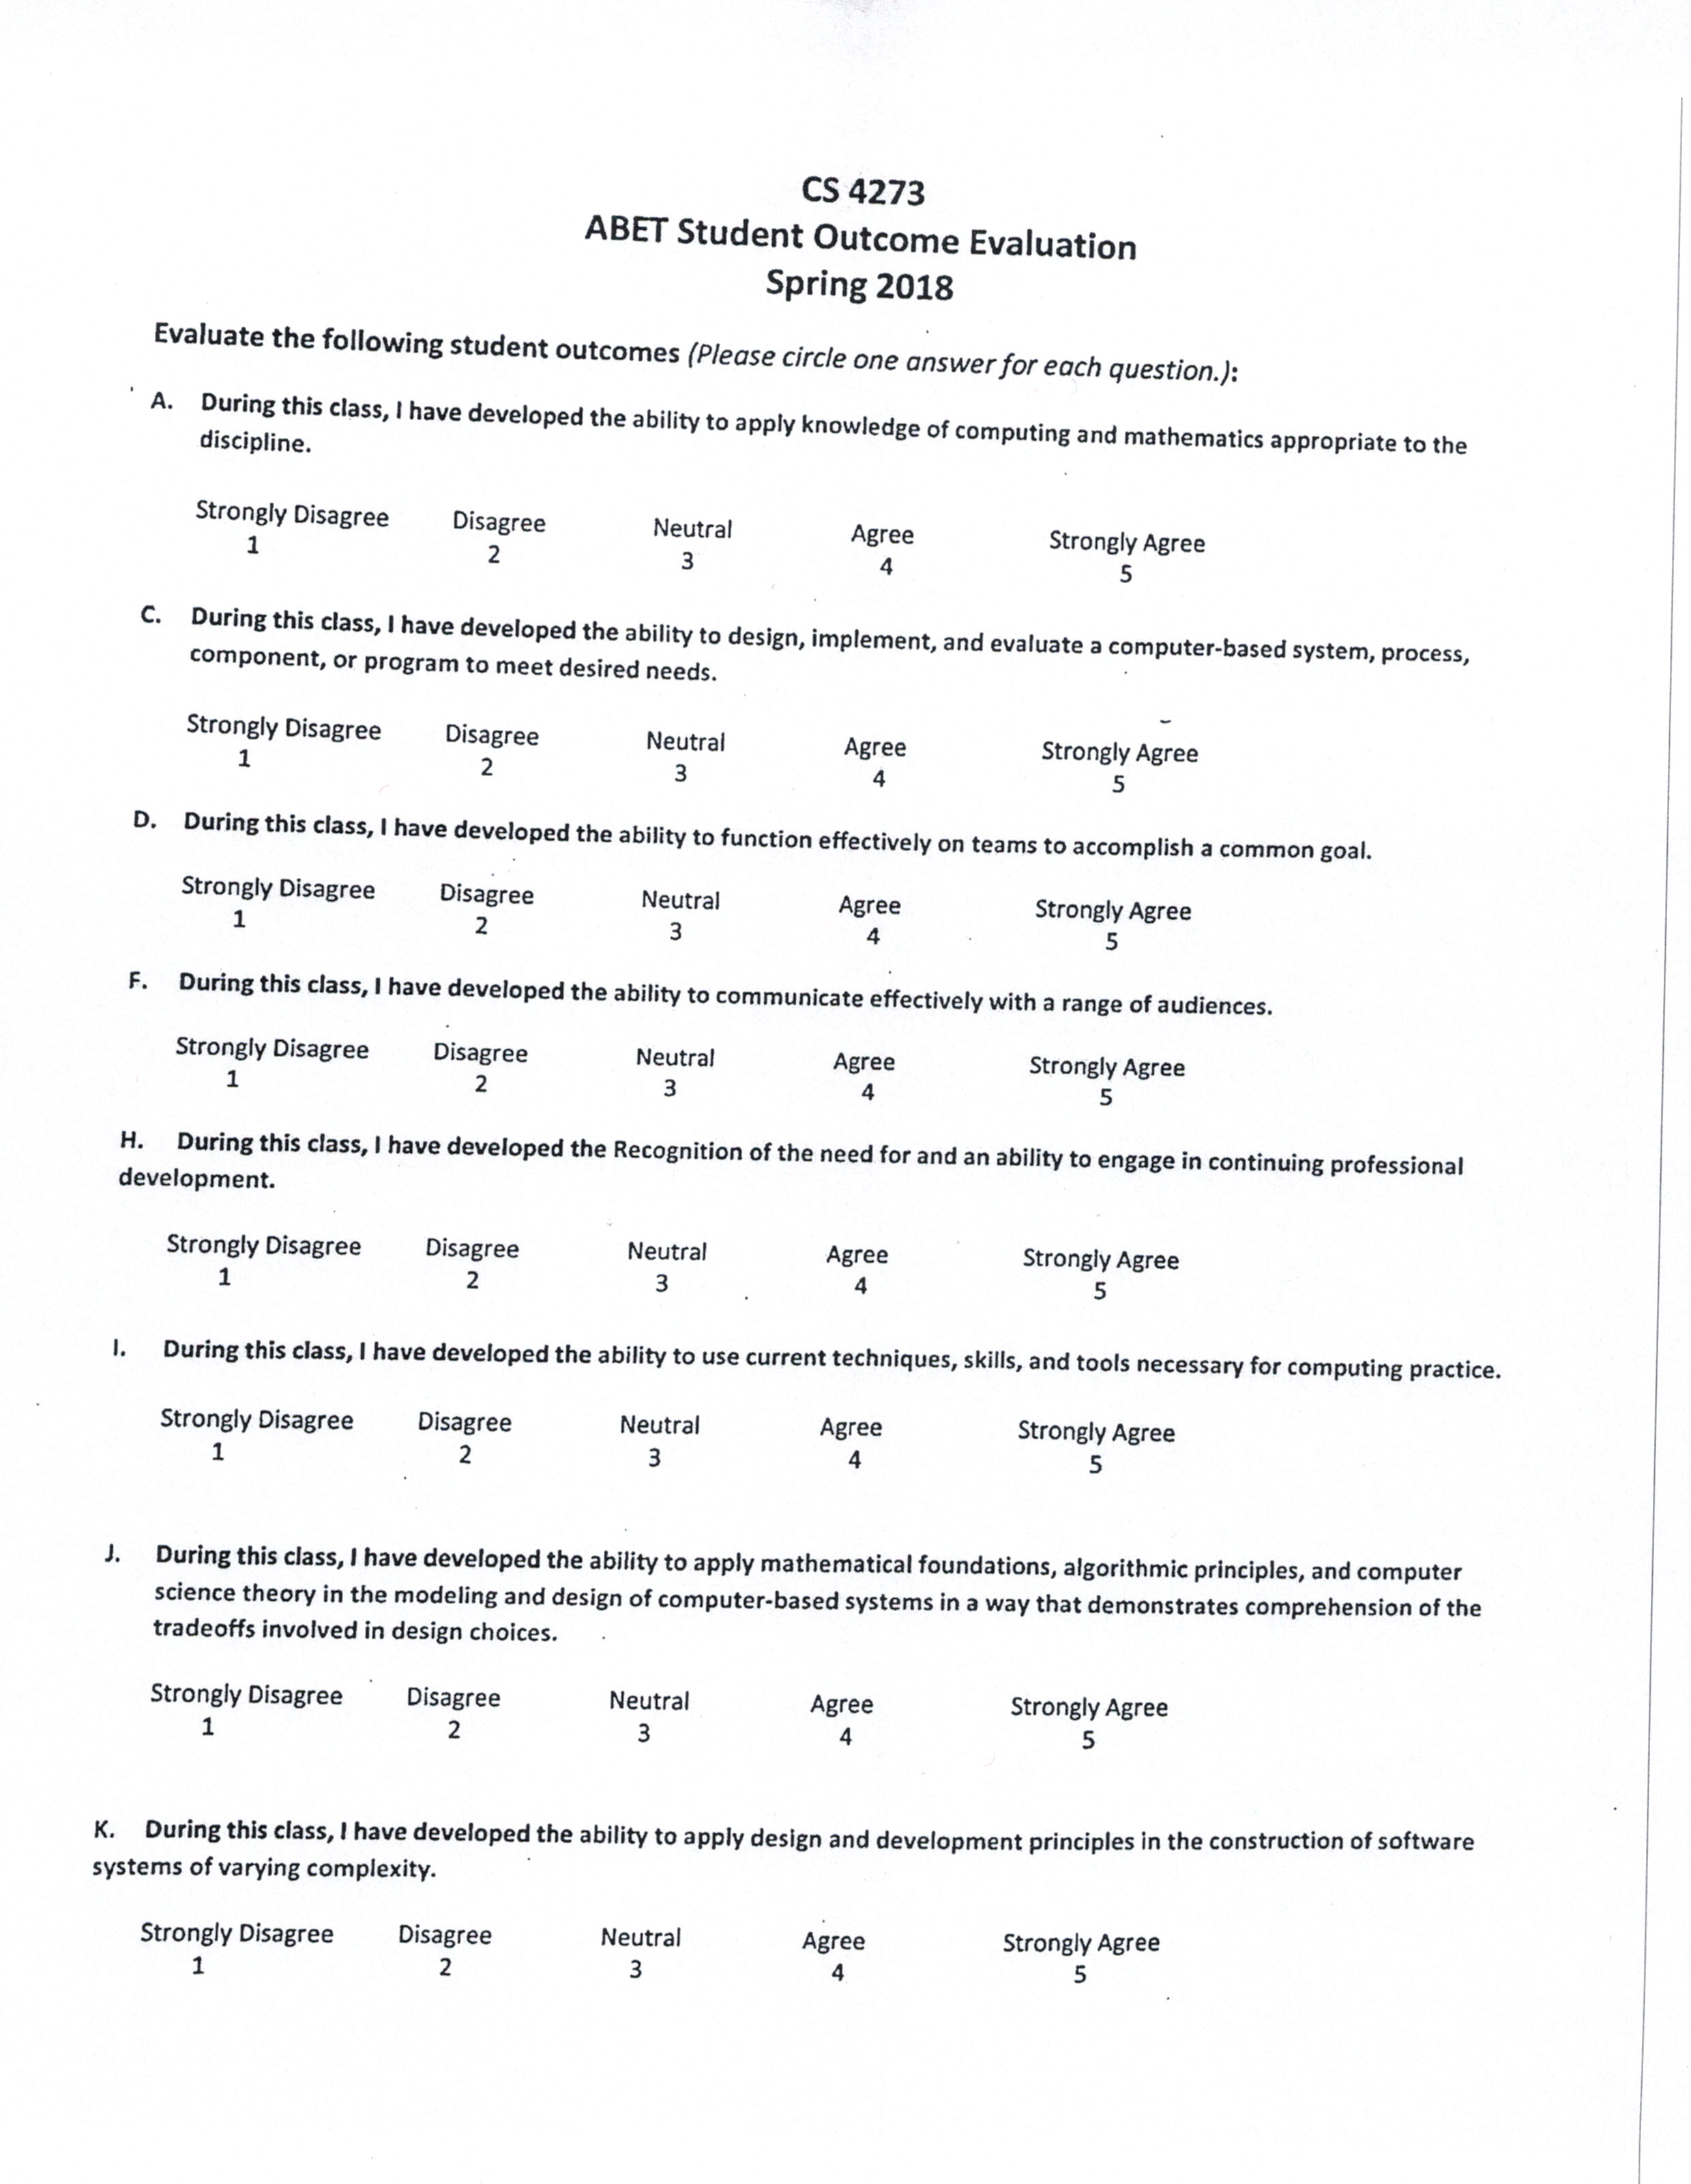 CS 4273
ABET Student Outcome Evaluation
Spring 2018
Evaluate the following student outcomes (Please circle one answer for each question.):
A. During this class, I have developed the ability to apply knowledge of computing and mathematics appropriate to the
discipline.
Strongly Disagree Disagree Neutral Agree Strongly Agree
1 2 3 4 5
C. During this class, I have developed the ability to design, implement, and evaluate a computer-based system, process,
component, or program to meet desired needs.
Strongly Disagree Disagree Neutral Agree Strongly Agree
1 2 3 4 5
D. During this class, I have developed the ability to function effectively on teams to accomplish a common goal.
Strongly Disagree Disagree Neutral Agree Strongly Agree
1 2 3 4 5
F. During this class, I have developed the ability to communicate effectively with a range of audiences.
Strongly Disagree Disagree Neutral Agree Strongly Agree
1 2 3 4 5
H. During this class, I have developed the Recognition of the need for and an ability to engage in continuing professional
development.
Strongly Disagree Disagree Neutral Agree Strongly Agree
1 2 3 4 5
I. During this class, I have developed the ability to use current techniques, skills, and tools necessary for computing practice.
Strongly Disagree Disagree Neutral Agree Strongly Agree
1 2 3 4 5
J. During this class, I have developed the ability to apply mathematical foundations, algorithmic principles, and computer
science theory in the modeling and design of computer-based systems in a way that demonstrates comprehension of the
tradeoffs involved in design choices.
Strongly Disagree Disagree Neutral Agree Strongly Agree
1 2 3 4 5
K. During this class, I have developed the ability to apply design and development principles in the construction of software
systems of varying complexity.
Strongly Disagree Disagree Neutral Agree Strongly Agree
1 2 3 4 5